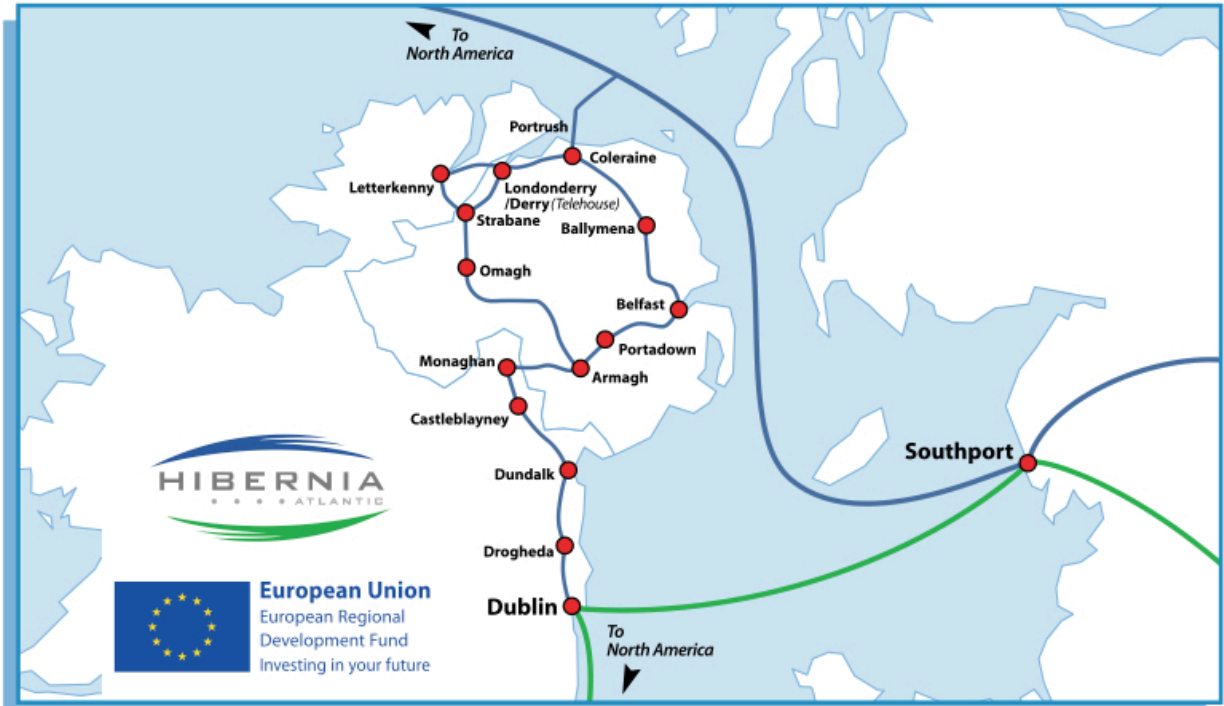 To
North America
Portrush
Coleraine
Letterkenny
Londonderry
/Derry (Telehouse)
Strabane
Ballymena
Omagh
Belfast
Portadown
Monaghan
Armagh
Castleblayney
Southport
Dundalk
HIBERNIA
ATLANTIC
Drogheda
European Union
European Regional
Development Fund
Investing in your future
Dublin
To
North America